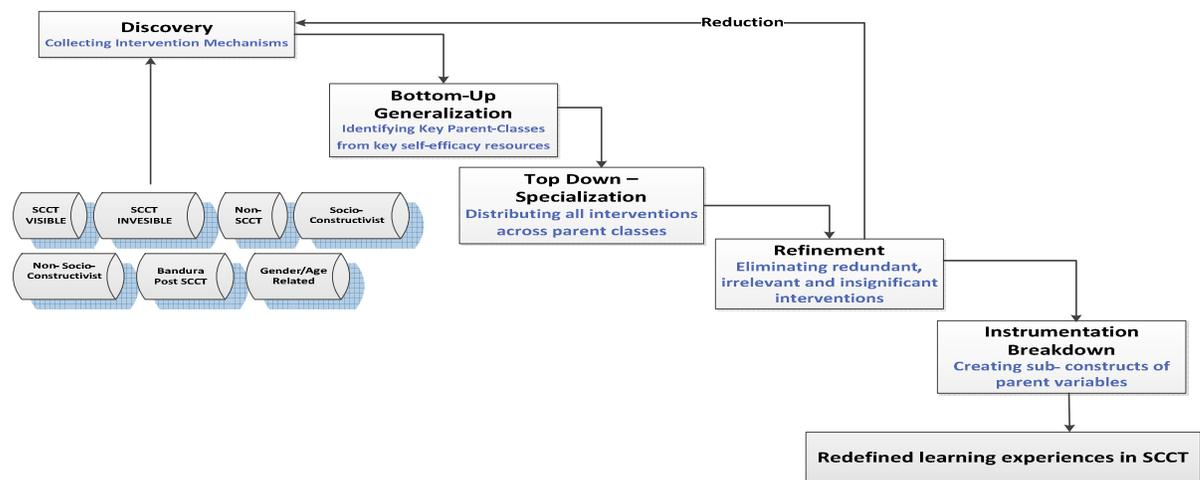 Discovery
Collecting Intervention Mechanisms
Reduction
Bottom-Up
Generalization
Identifying Key Parent-Classes
from key self-efficacy resources
Top Down –
Specialization
Distributing all interventions
across parent classes
SCCT
VISIBLE
SCCT
INVESIBLE
Non-
SCCT
Socio-
Constructivist
Non- Socio-
Constructivist
Bandura
Post SCCT
Gender/Age
Related
Refinement
Eliminating redundant,
irrelevant and insignificant
interventions
Instrumentation
Breakdown
Creating sub- constructs of
parent variables
Redefined learning experiences in SCCT